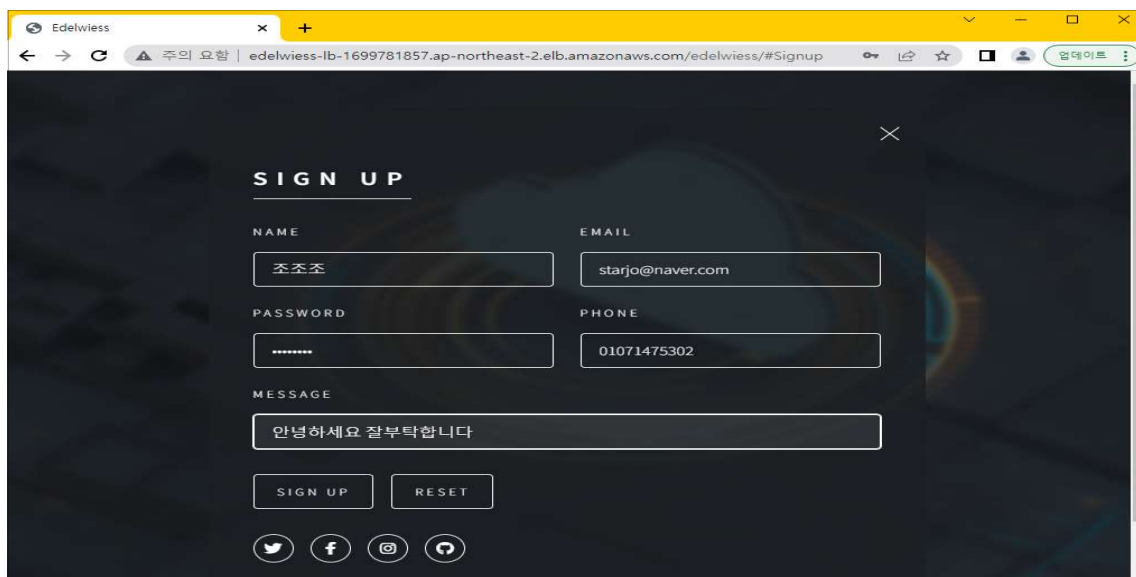 Edelwiess
주의 요함 edelwiess-lb-1699781857.ap-northeast-2.elb.amazonaws.com/edelwiess/#Signup 업데이트
SIGN UP
NAME EMAIL
조조조 starjo@naver.com
PASSWORD PHONE
•••••••• 01071475302
MESSAGE
안녕하세요 잘부탁합니다
SIGN UP RESET